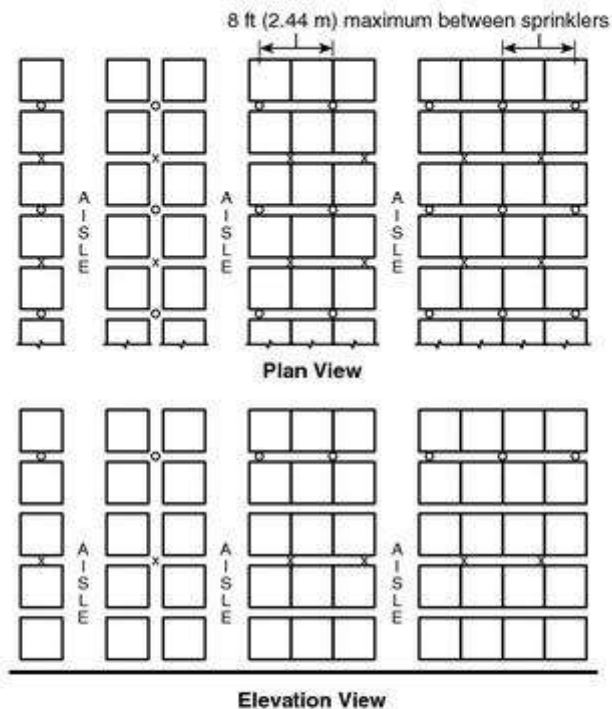 8 ft (2.44 m) maximum between sprinklers
AISLE
AISLE
AISLE
Plan View
AISLE
AISLE
AISLE
Elevation View